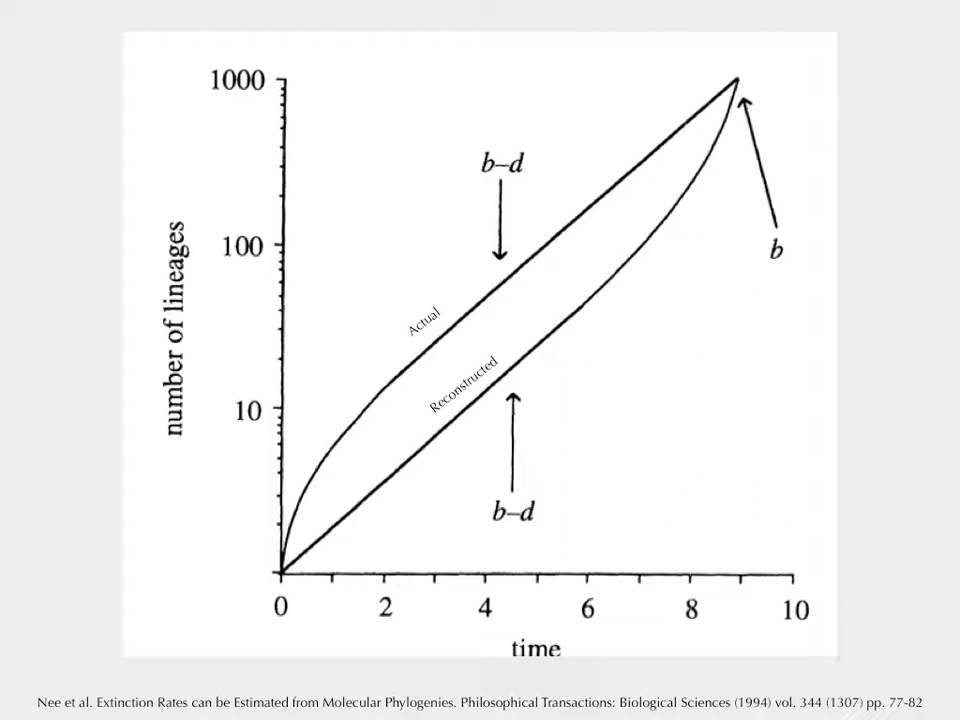 1000
b–d
100
b
Actual
number of lineages
Reconstructed
10
b–d
0 2 4 6 8 10
time
Nee et al. Extinction Rates can be Estimated from Molecular Phylogenies. Philosophical Transactions: Biological Sciences (1994) vol. 344 (1307) pp. 77-82